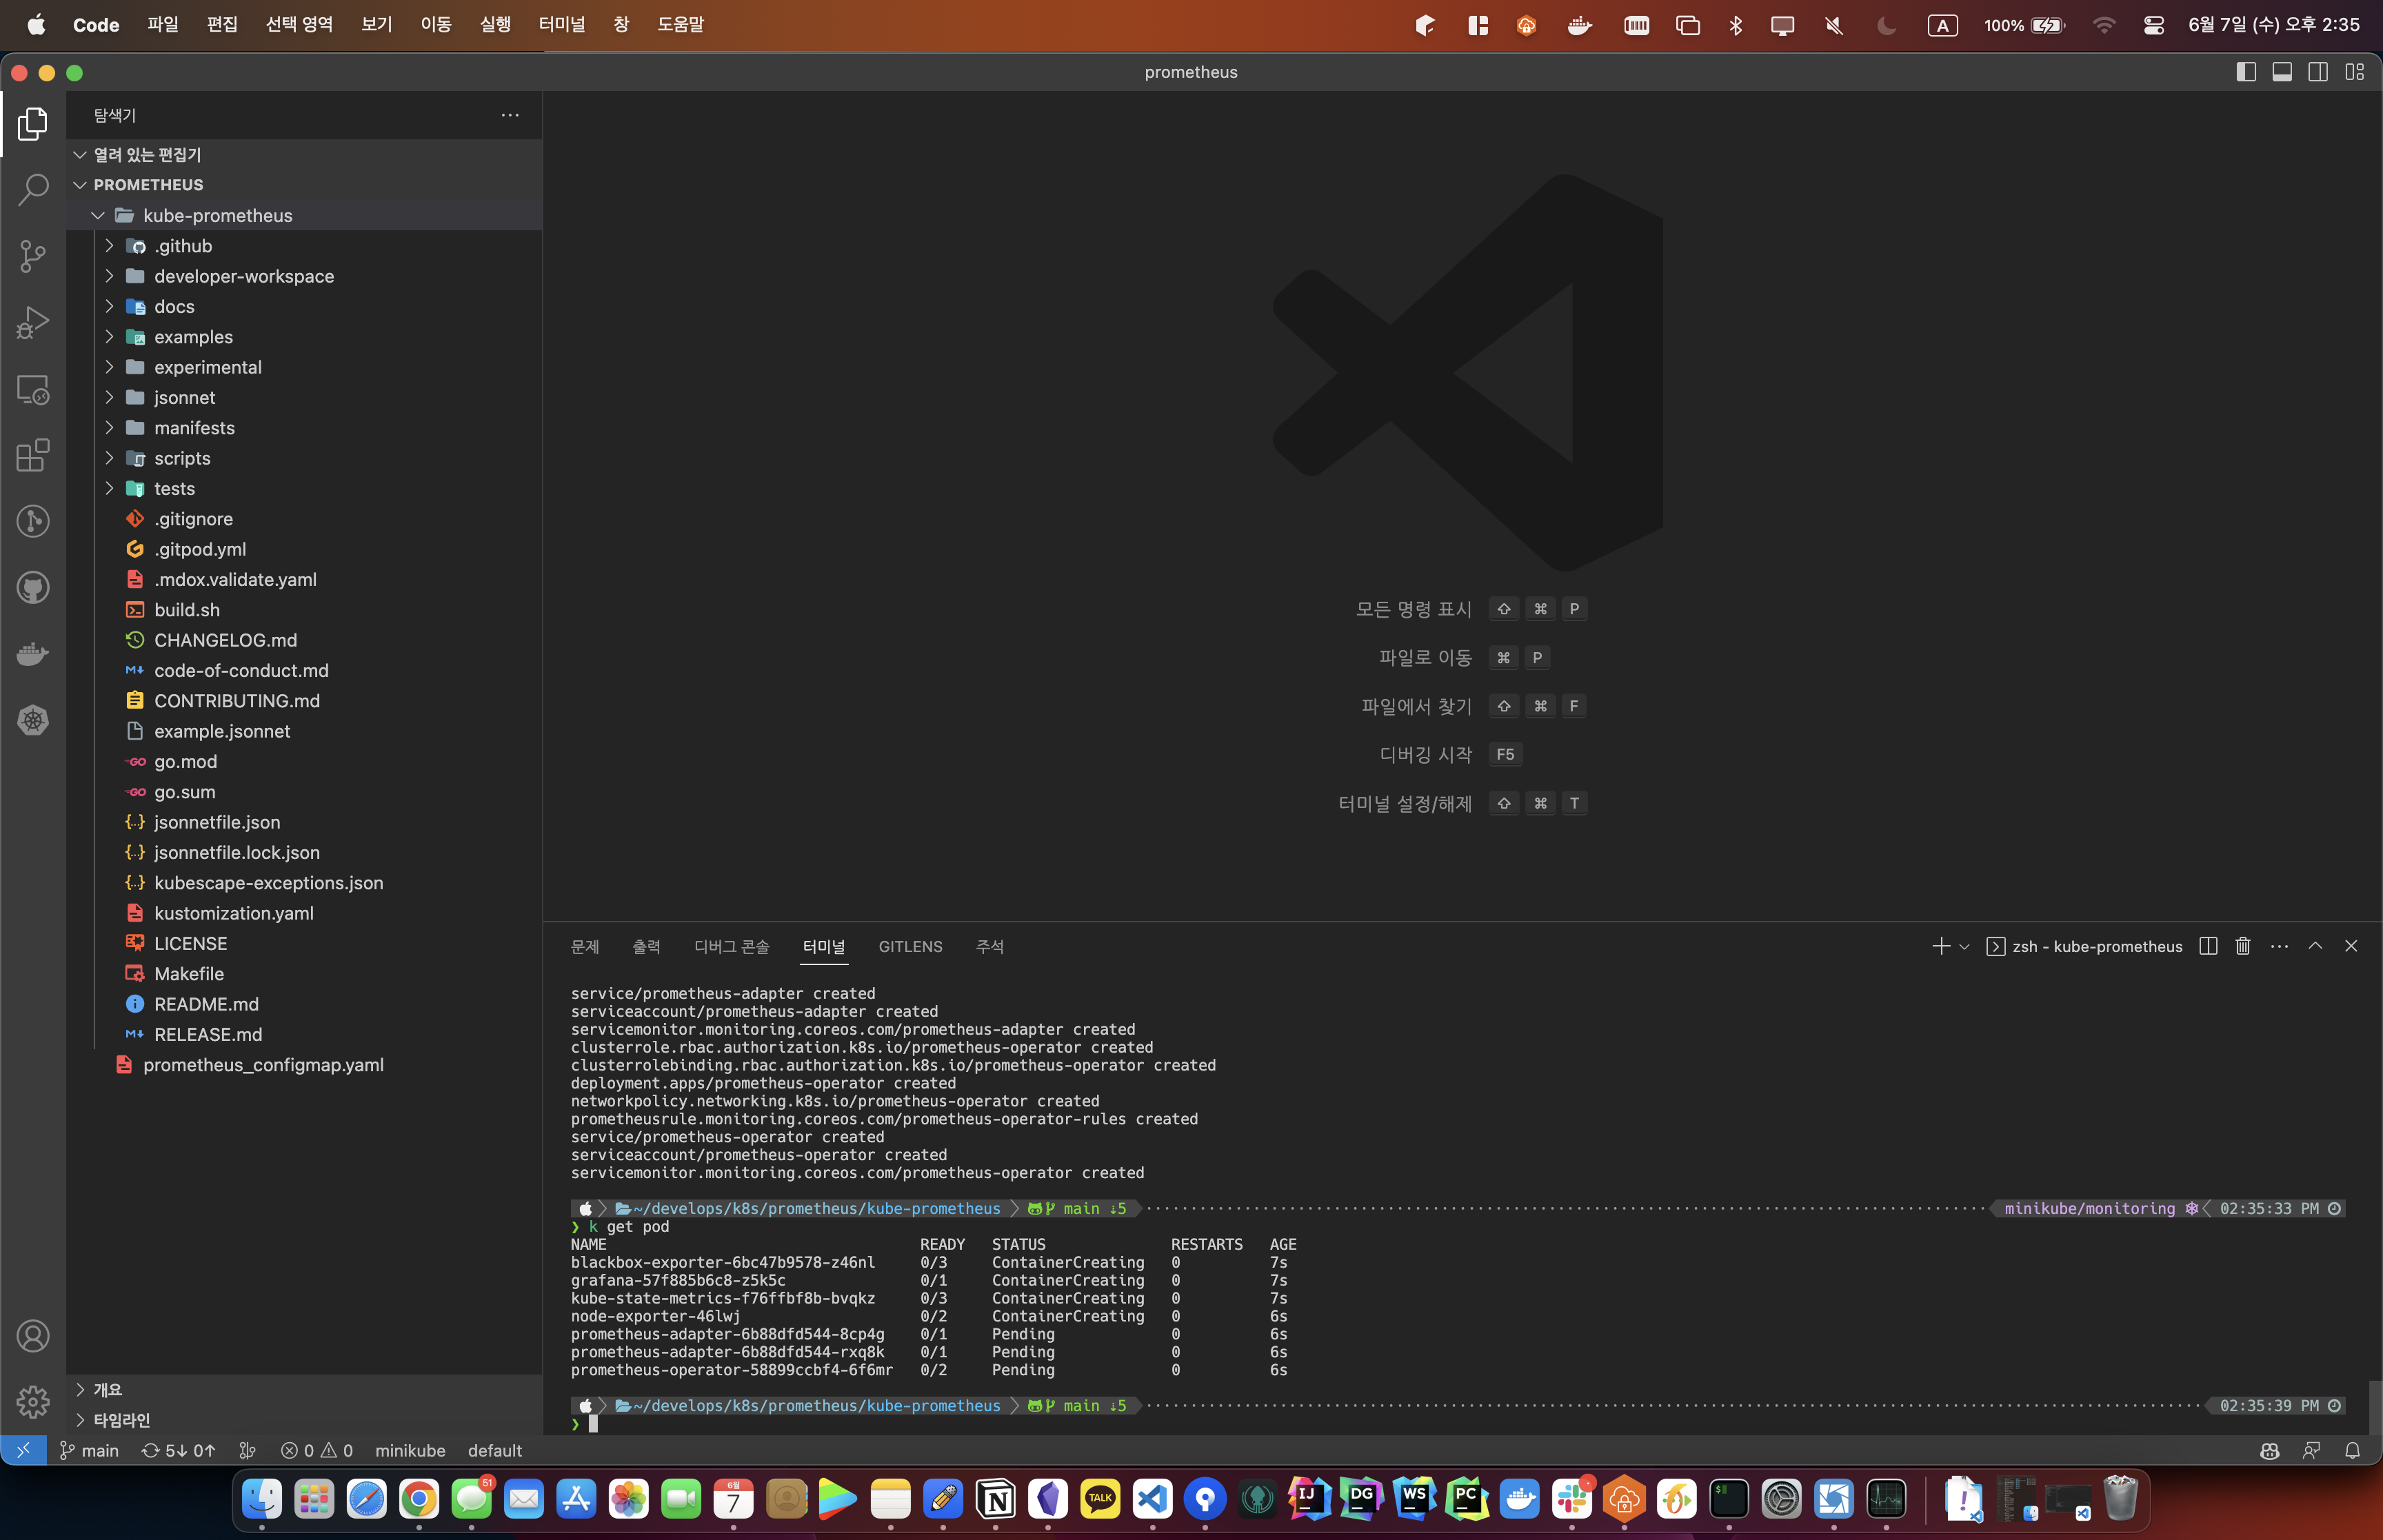 Code 파일 편집 선택 영역 보기 이동 실행 터미널 창 도움말 A 100% 6월 7일 (수) 오후 2:35
prometheus
탐색기
열려 있는 편집기
PROMETHEUS
kube-prometheus
.github
developer-workspace
docs
examples
experimental
jsonnet
manifests
scripts
tests
.gitignore
.gitpod.yml
.mdox.validate.yaml
build.sh
CHANGELOG.md
code-of-conduct.md
CONTRIBUTING.md
example.jsonnet
go.mod
go.sum
jsonnetfile.json
jsonnetfile.lock.json
kubescape-exceptions.json
kustomization.yaml
LICENSE
Makefile
README.md
RELEASE.md
prometheus_configmap.yaml
개요
타임라인
모든 명령 표시 ⇧ ⌘ P
파일로 이동 ⌘ P
파일에서 찾기 ⇧ ⌘ F
디버깅 시작 F5
터미널 설정/해제 ⇧ ⌘ T
문제 출력 디버그 콘솔 터미널 GITLENS 주석 zsh - kube-prometheus
service/prometheus-adapter created
serviceaccount/prometheus-adapter created
servicemonitor.monitoring.coreos.com/prometheus-adapter created
clusterrole.rbac.authorization.k8s.io/prometheus-operator created
clusterrolebinding.rbac.authorization.k8s.io/prometheus-operator created
deployment.apps/prometheus-operator created
networkpolicy.networking.k8s.io/prometheus-operator created
prometheusrule.monitoring.coreos.com/prometheus-operator-rules created
service/prometheus-operator created
serviceaccount/prometheus-operator created
servicemonitor.monitoring.coreos.com/prometheus-operator created
~/develops/k8s/prometheus/kube-prometheus main ⇣5 minikube/monitoring ⎈ 02:35:33 PM
❯ k get pod
NAME READY STATUS RESTARTS AGE
blackbox-exporter-6bc47b9578-z46nl 0/3 ContainerCreating 0 7s
grafana-57f885b6c8-z5k5c 0/1 ContainerCreating 0 7s
kube-state-metrics-f76ffbf8b-bvqkz 0/3 ContainerCreating 0 7s
node-exporter-46lwj 0/2 ContainerCreating 0 6s
prometheus-adapter-6b88dfd544-8cp4g 0/1 Pending 0 6s
prometheus-adapter-6b88dfd544-rxq8k 0/1 Pending 0 6s
prometheus-operator-58899ccbf4-6f6mr 0/2 Pending 0 6s
~/develops/k8s/prometheus/kube-prometheus main ⇣5 02:35:39 PM
❯
main 5↓ 0↑ 0 0 minikube default
51 6월 7 TALK IJ DG WS PC